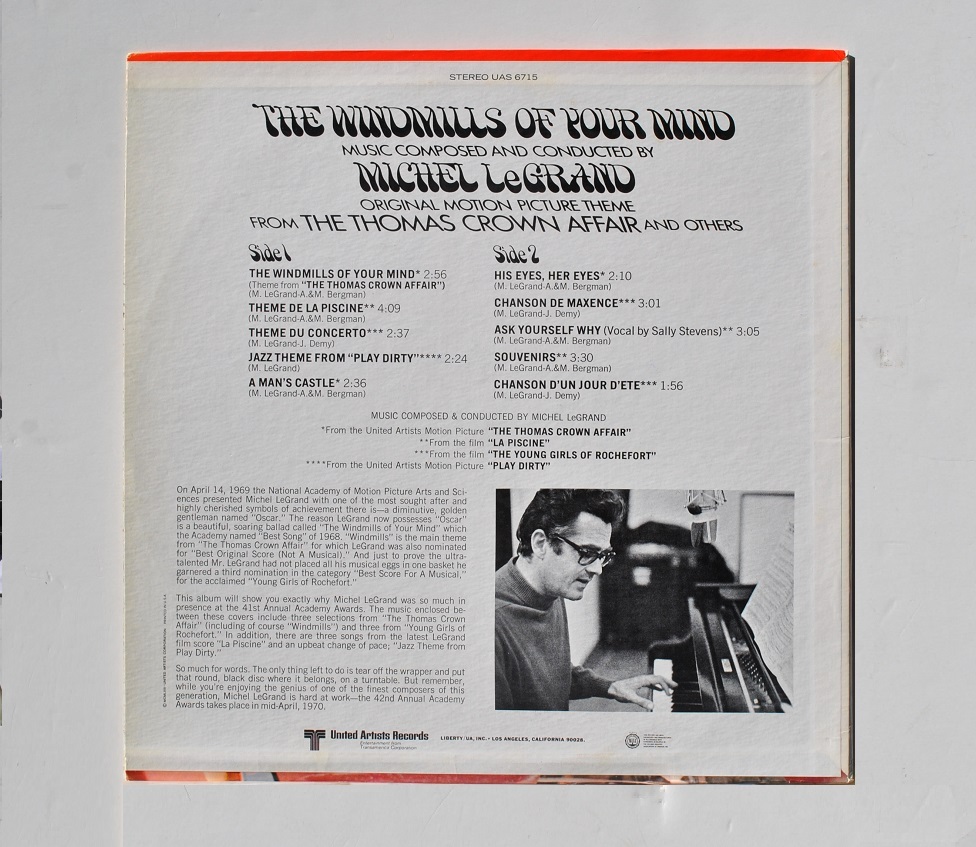 STEREO UAS 6715
THE WINDMILLS OF YOUR MIND
MUSIC COMPOSED AND CONDUCTED BY
MICHEL LeGRAND
ORIGINAL MOTION PICTURE THEME
FROM THE THOMAS CROWN AFFAIR AND OTHERS
Side 1
THE WINDMILLS OF YOUR MIND* 2:56
(Theme from "THE THOMAS CROWN AFFAIR")
(M. LeGrand-A.&M. Bergman)
THEME DE LA PISCINE** 4:09
(M. LeGrand-A.&M. Bergman)
THEME DU CONCERTO*** 2:37
(M. LeGrand-J. Demy)
JAZZ THEME FROM "PLAY DIRTY"**** 2:24
(M. LeGrand)
A MAN'S CASTLE* 2:36
(M. LeGrand-A.&M. Bergman)
Side 2
HIS EYES, HER EYES* 2:10
(M. LeGrand-A.&M. Bergman)
CHANSON DE MAXENCE*** 3:01
(M. LeGrand-J. Demy)
ASK YOURSELF WHY (Vocal by Sally Stevens)** 3:05
(M. LeGrand-A.&M. Bergman)
SOUVENIRS** 3:30
(M. LeGrand-A.&M. Bergman)
CHANSON D'UN JOUR D'ETE*** 1:56
(M. LeGrand-J. Demy)
MUSIC COMPOSED & CONDUCTED BY MICHEL LeGRAND
*From the United Artists Motion Picture "THE THOMAS CROWN AFFAIR"
**From the film "LA PISCINE"
***From the film "THE YOUNG GIRLS OF ROCHEFORT"
****From the United Artists Motion Picture "PLAY DIRTY"
On April 14, 1969 the National Academy of Motion Picture Arts and Sci-
ences presented Michel LeGrand with one of the most sought after and
highly cherished symbols of achievement there is—a diminutive, golden
gentleman named "Oscar." The reason LeGrand now possesses "Oscar"
is a beautiful, soaring ballad called "The Windmills of Your Mind" which
the Academy named "Best Song" of 1968. "Windmills" is the main theme
from "The Thomas Crown Affair" for which LeGrand was also nominated
for "Best Original Score (Not A Musical)." And just to prove the ultra-
talented Mr. LeGrand had not placed all his musical eggs in one basket he
garnered a third nomination in the category "Best Score For A Musical,"
for the acclaimed "Young Girls of Rochefort."
This album will show you exactly why Michel LeGrand was so much in
presence at the 41st Annual Academy Awards. The music enclosed be-
tween these covers include three selections from "The Thomas Crown
Affair" (including of course "Windmills") and three from "Young Girls of
Rochefort." In addition, there are three songs from the latest LeGrand
film score "La Piscine" and an upbeat change of pace; "Jazz Theme from
Play Dirty."
So much for words. The only thing left to do is tear off the wrapper and put
that round, black disc where it belongs, on a turntable. But remember,
while you're enjoying the genius of one of the finest composers of this
generation, Michel LeGrand is hard at work—the 42nd Annual Academy
Awards takes place in mid-April, 1970.
United Artists Records
Entertainment from
Transamerica Corporation
LIBERTY/UA, INC. • LOS ANGELES, CALIFORNIA 90028.